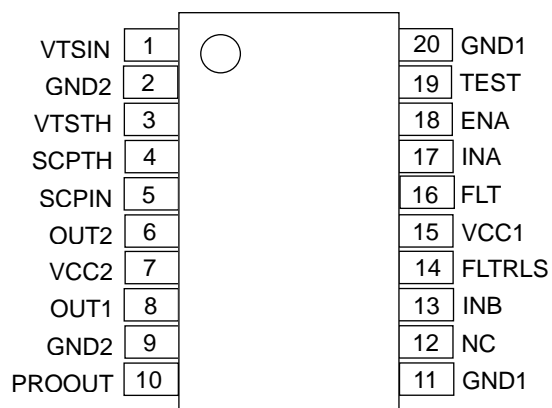 VTSIN 1 20 GND1
GND2 2 19 TEST
VTSTH 3 18 ENA
SCPTH 4 17 INA
SCPIN 5 16 FLT
OUT2 6 15 VCC1
VCC2 7 14 FLTRLS
OUT1 8 13 INB
GND2 9 12 NC
PROOUT 10 11 GND1